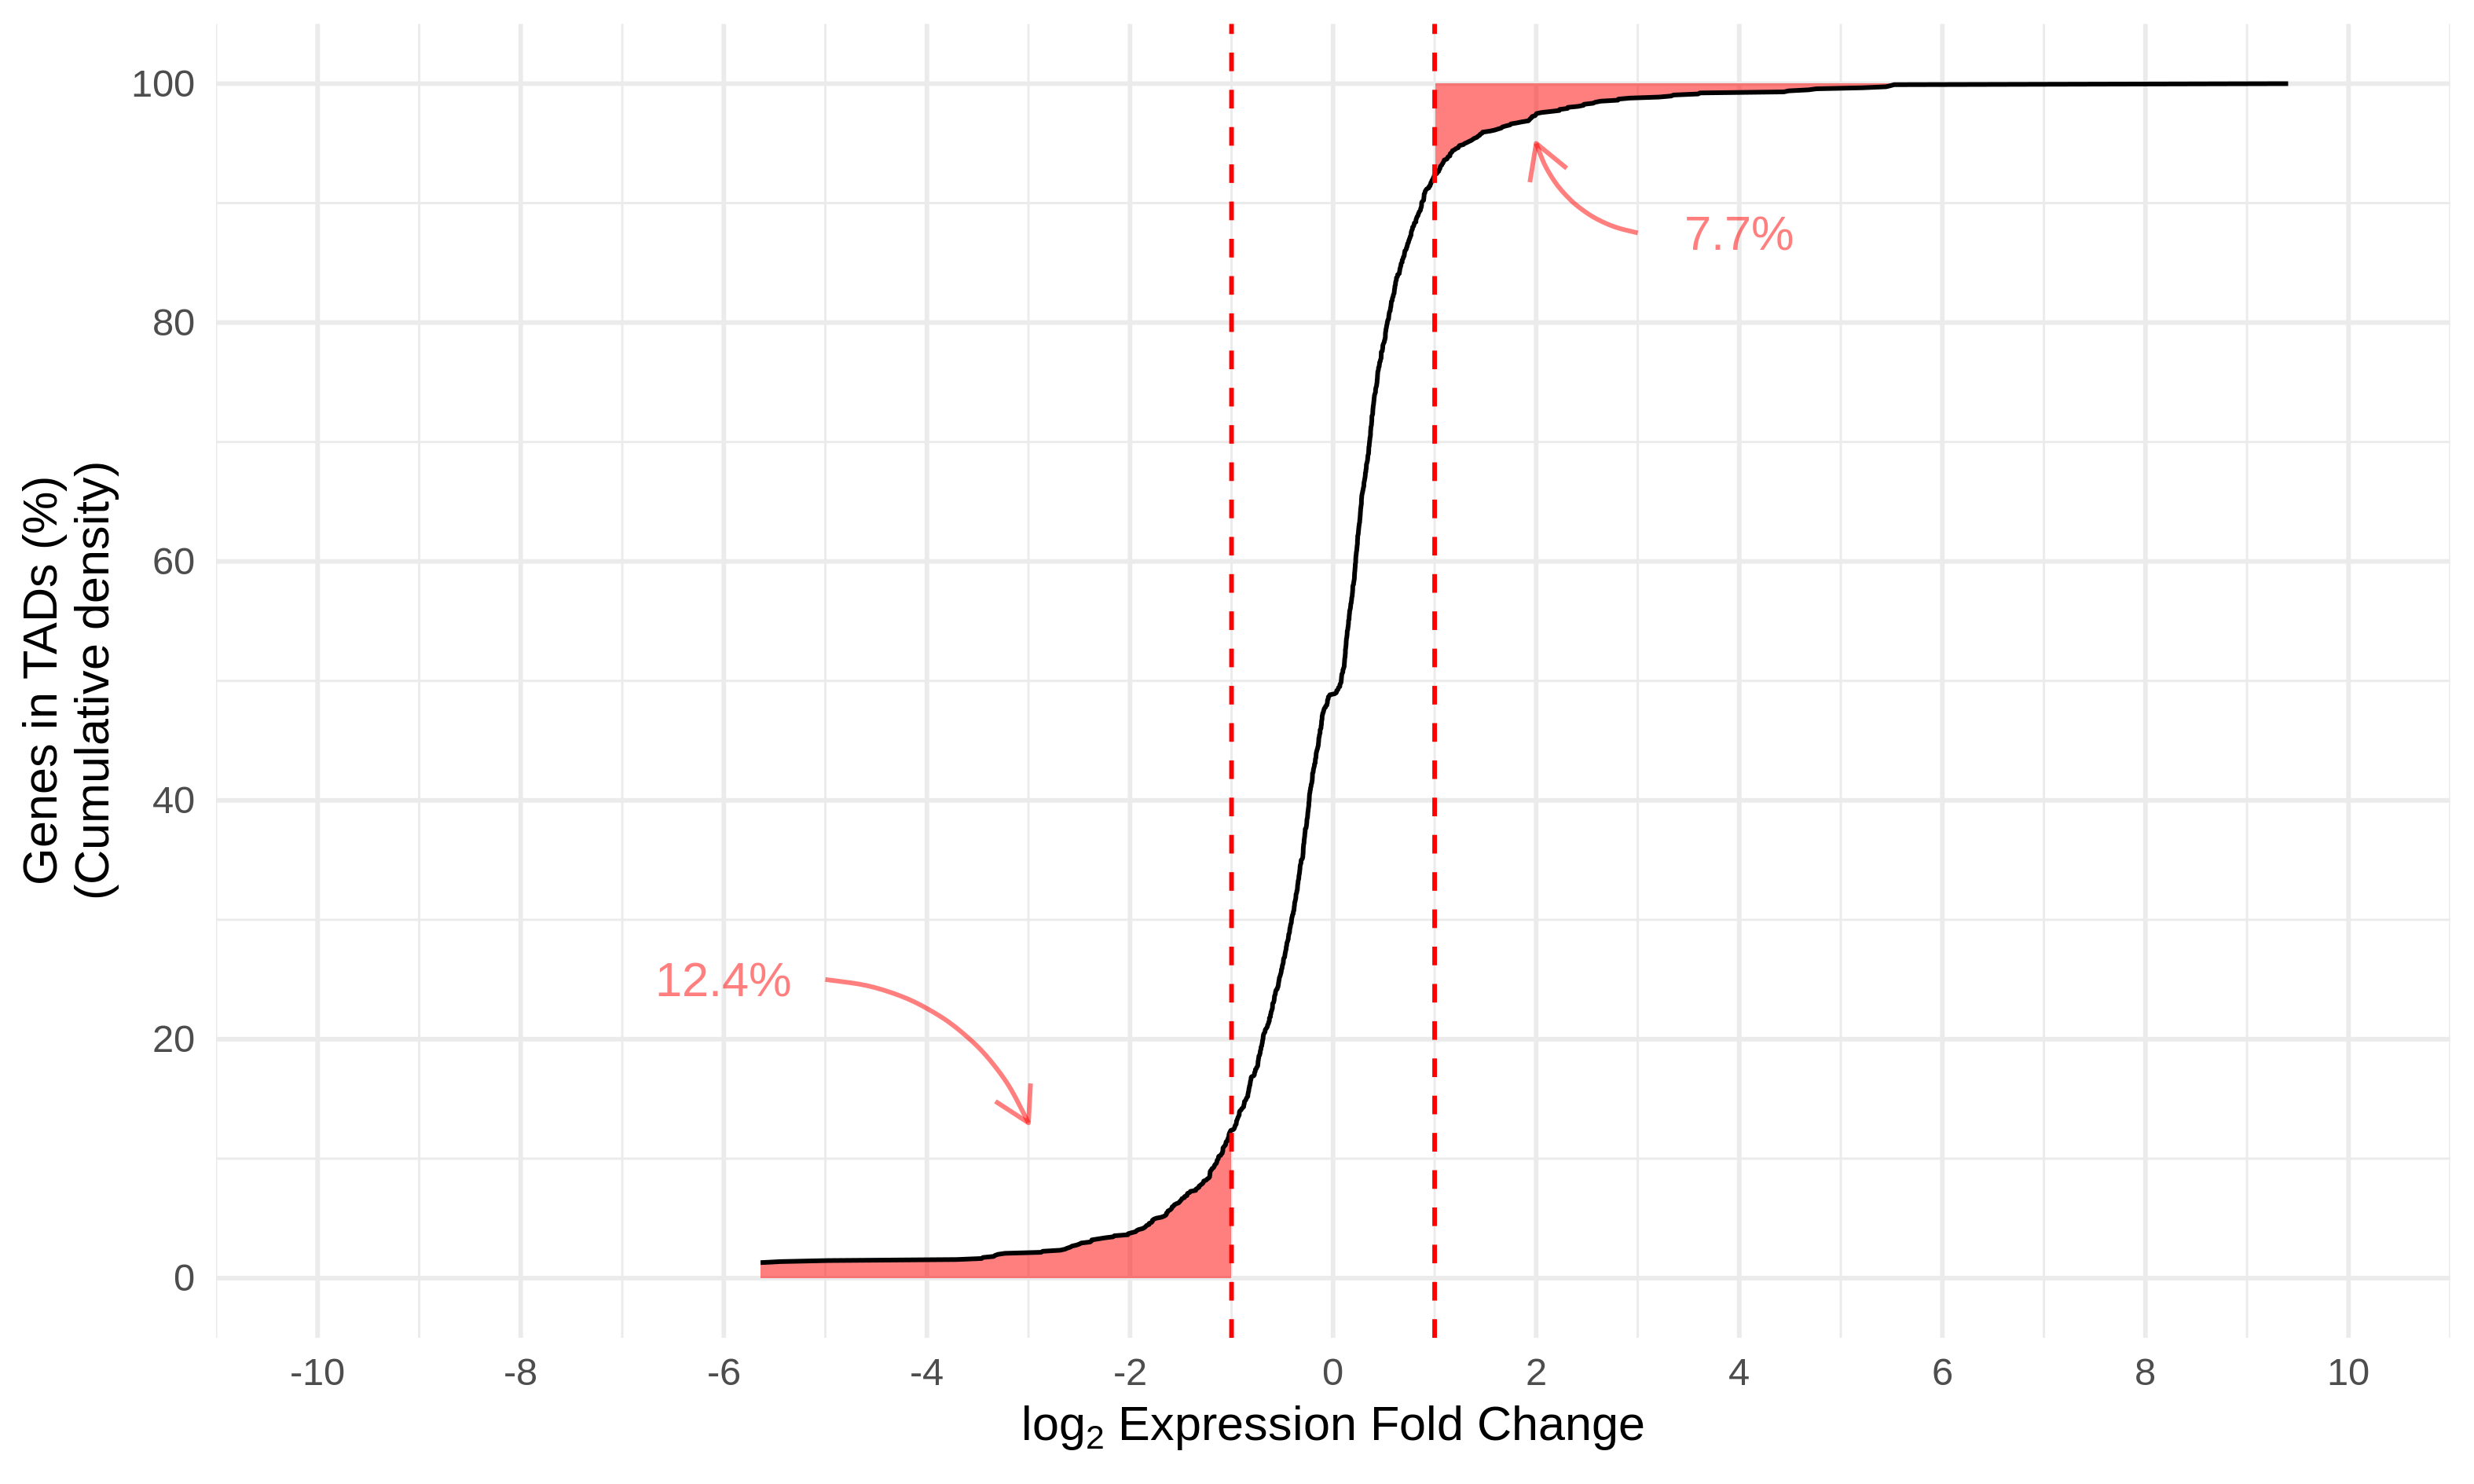 Genes in TADs (%)
(Cumulative density)
100
80
60
40
20
0
7.7%
12.4%
-10 -8 -6 -4 -2 0 2 4 6 8 10
log₂ Expression Fold Change